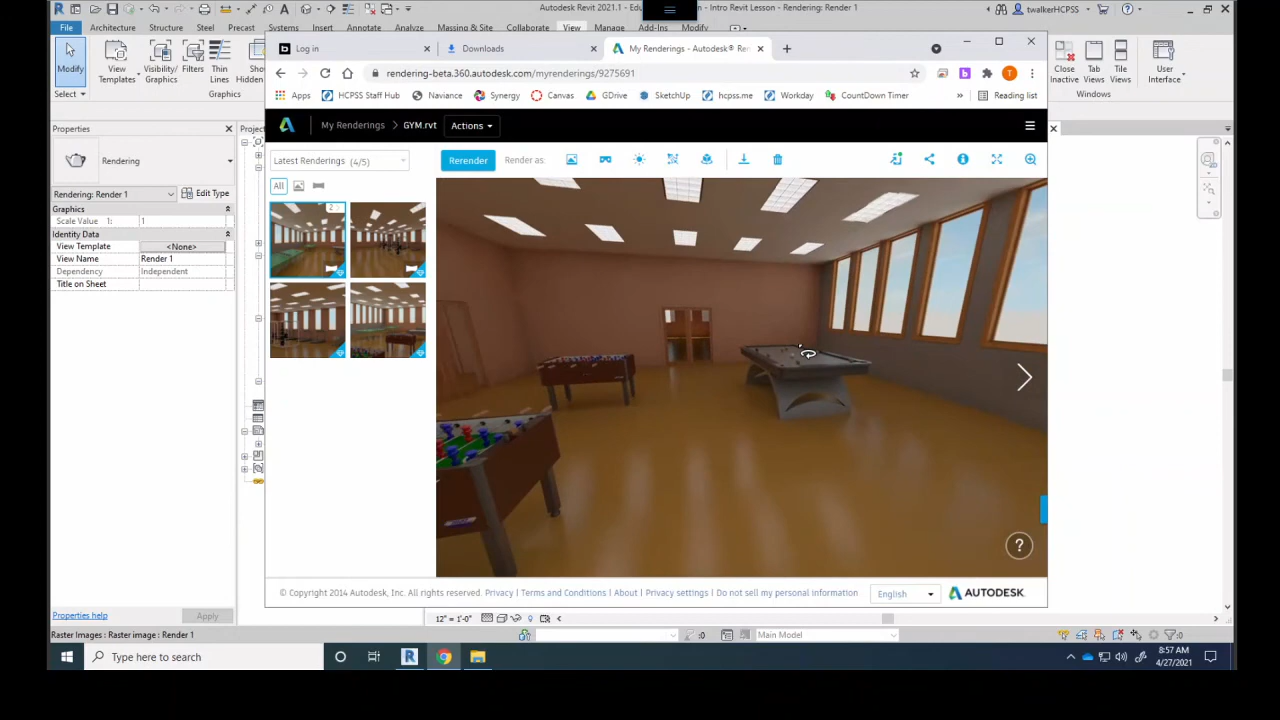 Autodesk Revit 2021.1 - Edu
n - Intro Revit Lesson - Rendering: Render 1
twalkerHCPSS
File
Architecture
Structure
Steel
Precast
Systems
Insert
Annotate
Analyze
Massing & Site
Collaborate
View
Manage
Add-Ins
Modify
Modify
View
Templates
Visibility/
Graphics
Filters
Thin
Lines
Show
Hidden
Close
Inactive
Tab
Views
Tile
Views
User
Interface
Select
Graphics
Windows
Log in
Downloads
My Renderings - Autodesk® Ren
rendering-beta.360.autodesk.com/myrenderings/9275691
T
Apps
HCPSS Staff Hub
Naviance
Synergy
Canvas
GDrive
SketchUp
hcpss.me
Workday
CountDown Timer
»
Reading list
Properties
Rendering
Rendering: Render 1
Edit Type
Graphics
Scale Value 1:
1
Identity Data
View Template
<None>
View Name
Render 1
Dependency
Independent
Title on Sheet
Properties help
Apply
My Renderings
GYM.rvt
Actions
Latest Renderings (4/5)
Rerender
Render as:
All
2
?
© Copyright 2014 Autodesk, Inc. All rights reserved. Privacy | Terms and Conditions | About | Privacy settings | Do not sell my personal information
English
AUTODESK.
12" = 1'-0"
Raster Images : Raster image : Render 1
:0
Main Model
:0
Type here to search
8:57 AM
4/27/2021